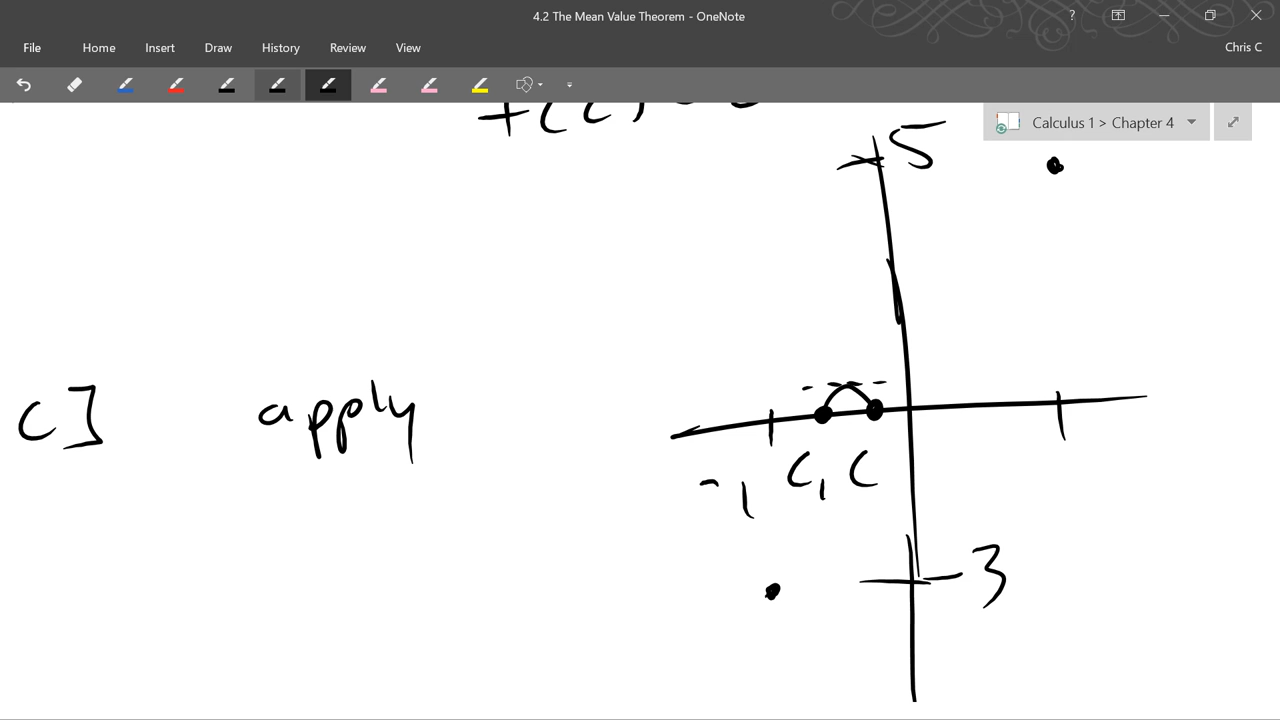 4.2 The Mean Value Theorem - OneNote
?
File Home Insert Draw History Review View
Chris C
Calculus 1 > Chapter 4
5
C] apply
-1 C, C
-3